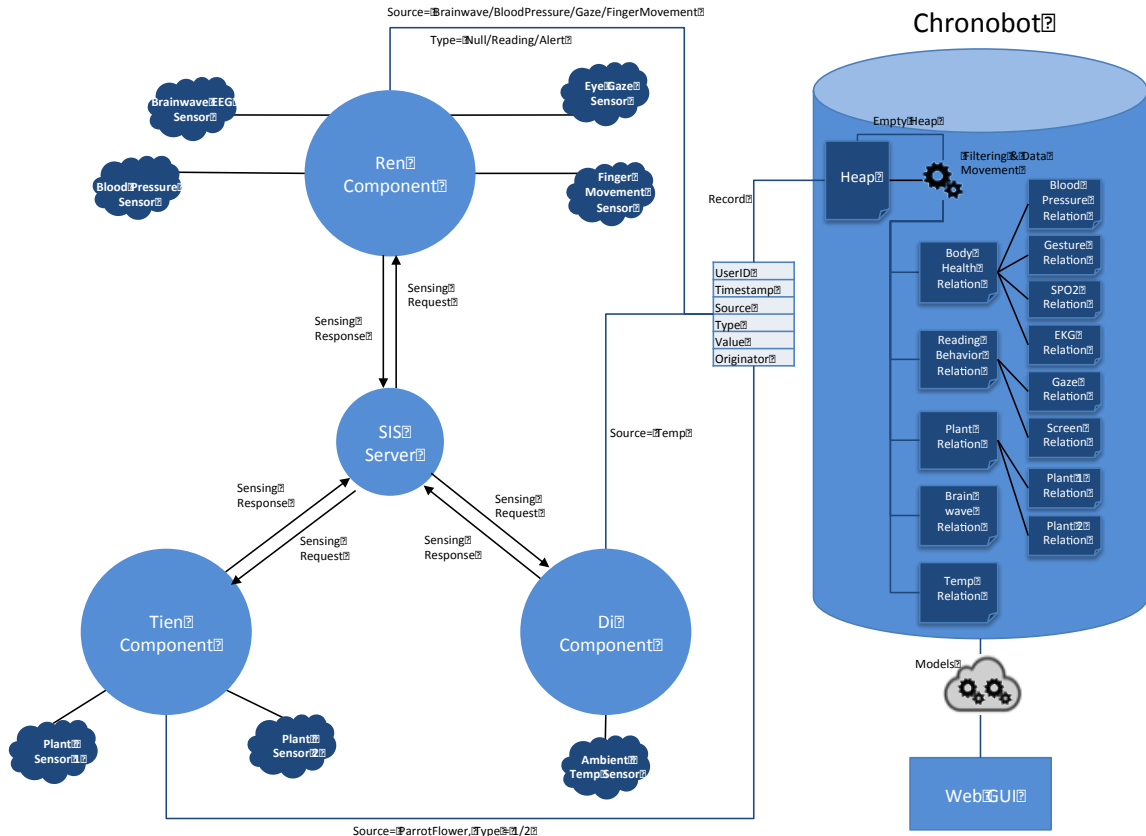 Source= Brainwave/BloodPressure/Gaze/FingerMovement
Type= Null/Reading/Alert
Chronobot
Brainwave EEG
Sensor
Eye Gaze
Sensor
Blood Pressure
Sensor
Finger
Movement
Sensor
Ren
Component
Sensing
Request
Sensing
Response
SIS
Server
Sensing
Response
Sensing
Request
Sensing
Request
Sensing
Response
Tien
Component
Di
Component
Plant
Sensor 1
Plant
Sensor 2
Ambient
Temp Sensor
Source= Temp
Source= ParrotFlower, Type= 1/2
Record
UserID
Timestamp
Source
Type
Value
Originator
Empty Heap
Heap
Filtering & Data
Movement
Body
Health
Relation
Reading
Behavior
Relation
Plant
Relation
Brain
wave
Relation
Temp
Relation
Blood
Pressure
Relation
Gesture
Relation
SPO2
Relation
EKG
Relation
Gaze
Relation
Screen
Relation
Plant 1
Relation
Plant 2
Relation
Models
Web GUI